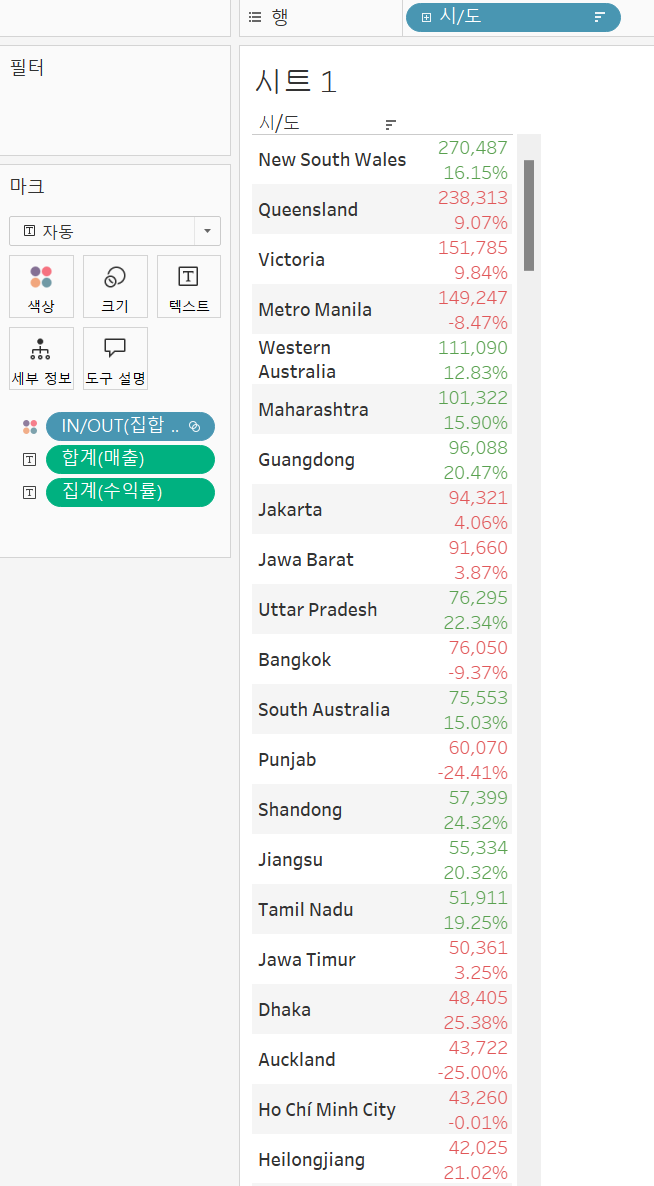 행
시/도
필터
마크
자동
색상
크기
텍스트
세부 정보
도구 설명
IN/OUT(집합 ..
합계(매출)
집계(수익률)
시트 1
시/도
New South Wales
270,487
16.15%
Queensland
238,313
9.07%
Victoria
151,785
9.84%
Metro Manila
149,247
-8.47%
Western
Australia
111,090
12.83%
Maharashtra
101,322
15.90%
Guangdong
96,088
20.47%
Jakarta
94,321
4.06%
Jawa Barat
91,660
3.87%
Uttar Pradesh
76,295
22.34%
Bangkok
76,050
-9.37%
South Australia
75,553
15.03%
Punjab
60,070
-24.41%
Shandong
57,399
24.32%
Jiangsu
55,334
20.32%
Tamil Nadu
51,911
19.25%
Jawa Timur
50,361
3.25%
Dhaka
48,405
25.38%
Auckland
43,722
-25.00%
Ho Chí Minh City
43,260
-0.01%
Heilongjiang
42,025
21.02%